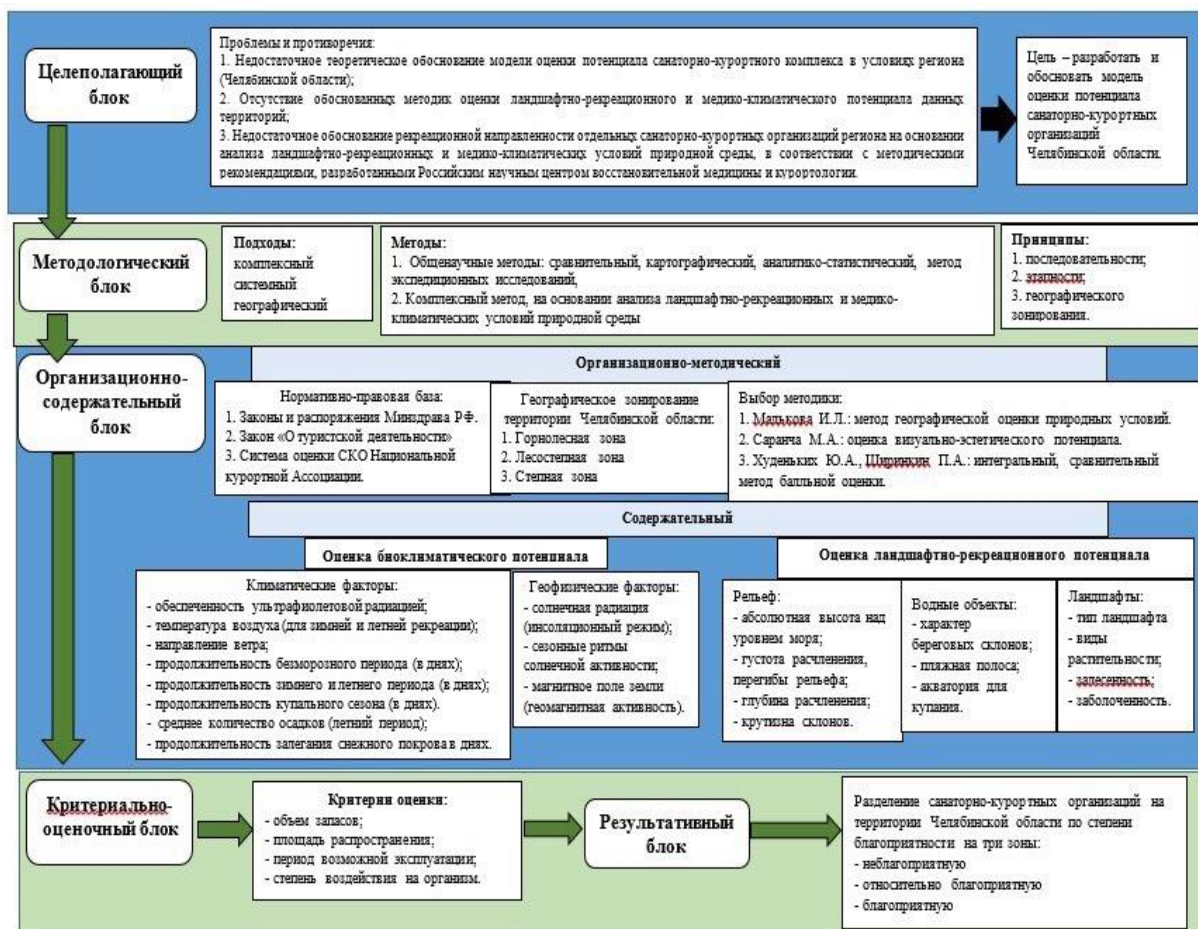 Целеполагающий
блок
Проблемы и противоречия:
1. Недостаточное теоретическое обоснование модели оценки потенциала санаторно-курортного комплекса в условиях региона
(Челябинской области);
2. Отсутствие обоснованных методик оценки ландшафтно-рекреационного и медико-климатического потенциала данных
территорий;
3. Недостаточное обоснование рекреационной направленности отдельных санаторно-курортных организаций региона на основании
анализа ландшафтно-рекреационных и медико-климатических условий природной среды, в соответствии с методическими
рекомендациями, разработанными Российским научным центром восстановительной медицины и курортологии.
Цель – разработать и
обосновать модель
оценки потенциала
санаторно-курортных
организаций
Челябинской области.
Методологический
блок
Подходы:
комплексный
системный
географический
Методы:
1. Общенаучные методы: сравнительный, картографический, аналитико-статистический, метод
экспедиционных исследований,
2. Комплексный метод, на основании анализа ландшафтно-рекреационных и медико-
климатических условий природной среды
Принципы:
1. последовательности;
2. этапности;
3. географического
зонирования.
Организационно-
содержательный
блок
Организационно-методический
Нормативно-правовая база:
1. Законы и распоряжения Минздрава РФ.
2. Закон «О туристской деятельности»
3. Система оценки СКО Национальной
курортной Ассоциации.
Географическое зонирование
территории Челябинской области:
1. Горнолесная зона
2. Лесостепная зона
3. Степная зона
Выбор методики:
1. Малькова И.Л.: метод географической оценки природных условий.
2. Саранча М.А.: оценка визуально-эстетического потенциала.
3. Худеньких Ю.А., Ширинкин П.А.: интегральный, сравнительный
метод балльной оценки.
Содержательный
Оценка биоклиматического потенциала
Климатические факторы:
- обеспеченность ультрафиолетовой радиацией;
- температура воздуха (для зимней и летней рекреации);
- направление ветра;
- продолжительность безморозного периода (в днях);
- продолжительность зимнего и летнего периода (в днях);
- продолжительность купального сезона (в днях).
- среднее количество осадков (летний период);
- продолжительность залегания снежного покрова в днях.
Геофизические факторы:
- солнечная радиация
(инсоляционный режим);
- сезонные ритмы
солнечной активности;
- магнитное поле земли
(геомагнитная активность).
Оценка ландшафтно-рекреационного потенциала
Рельеф:
- абсолютная высота над
уровнем моря;
- густота расчленения,
перегибы рельефа;
- глубина расчленения;
- крутизна склонов.
Водные объекты:
- характер
береговых склонов;
- пляжная полоса;
- акватория для
купания.
Ландшафты:
- тип ландшафта
- виды
растительности;
- залесенность;
- заболоченность.
Критериально-
оценочный блок
Критерии оценки:
- объем запасов;
- площадь распространения;
- период возможной эксплуатации;
- степень воздействия на организм.
Результативный
блок
Разделение санаторно-курортных организаций на
территории Челябинской области по степени
благоприятности на три зоны:
- неблагоприятную
- относительно благоприятную
- благоприятную